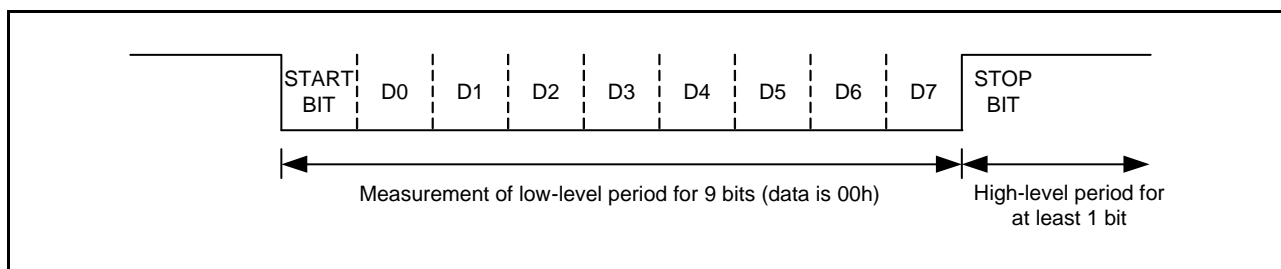 START
BIT
D0
D1
D2
D3
D4
D5
D6
D7
STOP
BIT
Measurement of low-level period for 9 bits (data is 00h)
High-level period for
at least 1 bit